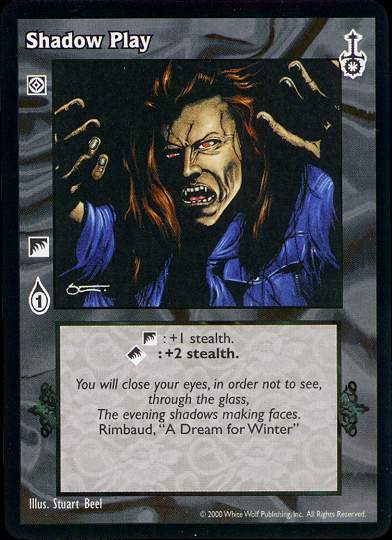 Shadow Play
1
: +1 stealth.
: +2 stealth.
You will close your eyes, in order not to see,
through the glass,
The evening shadows making faces.
Rimbaud, "A Dream for Winter"
Illus. Stuart Beel
© 2000 White Wolf Publishing, Inc. All Rights Reserved.